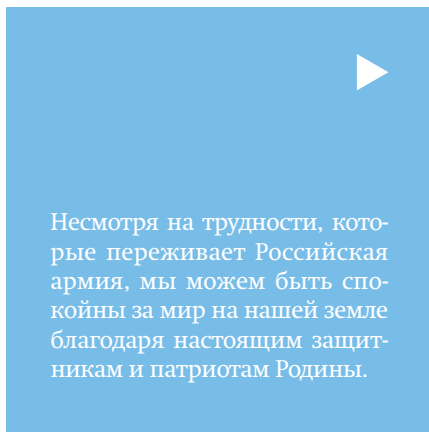 Несмотря на трудности, кото-
рые переживает Российская
армия, мы можем быть спо-
койны за мир на нашей земле
благодаря настоящим защит-
никам и патриотам Родины.